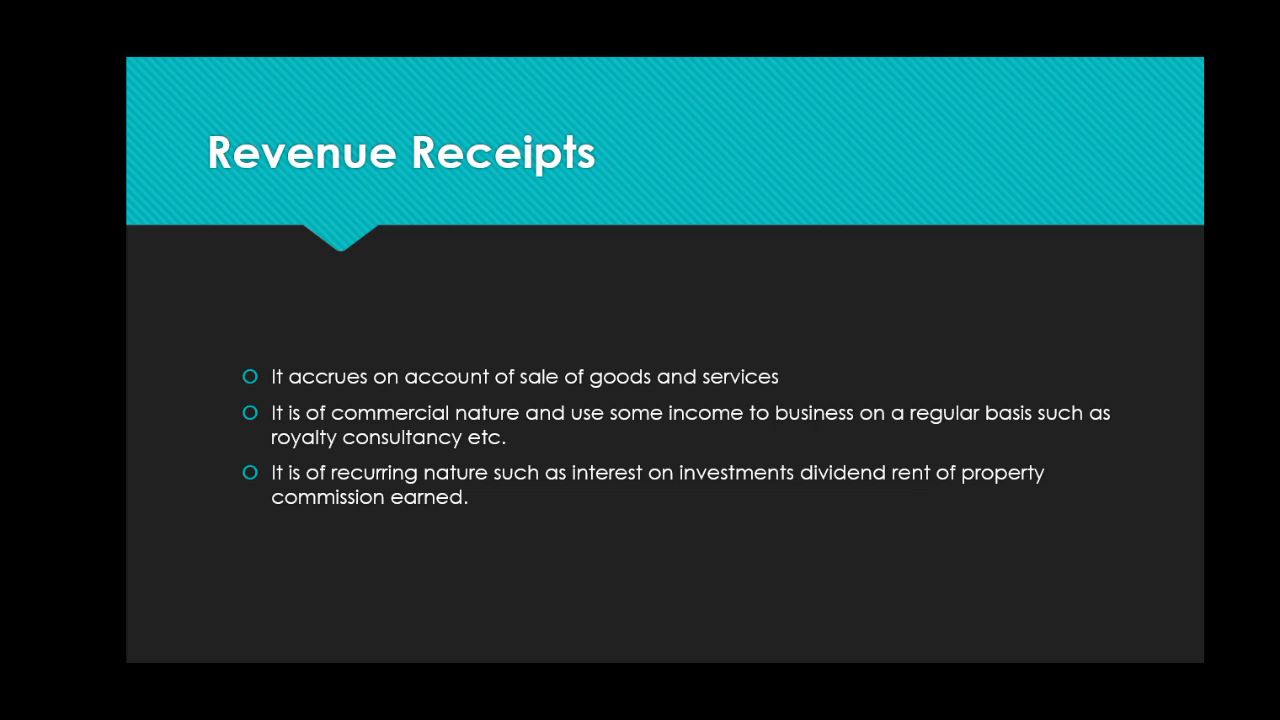 Revenue Receipts
It accrues on account of sale of goods and services
It is of commercial nature and use some income to business on a regular basis such as
royalty consultancy etc.
It is of recurring nature such as interest on investments dividend rent of property
commission earned.